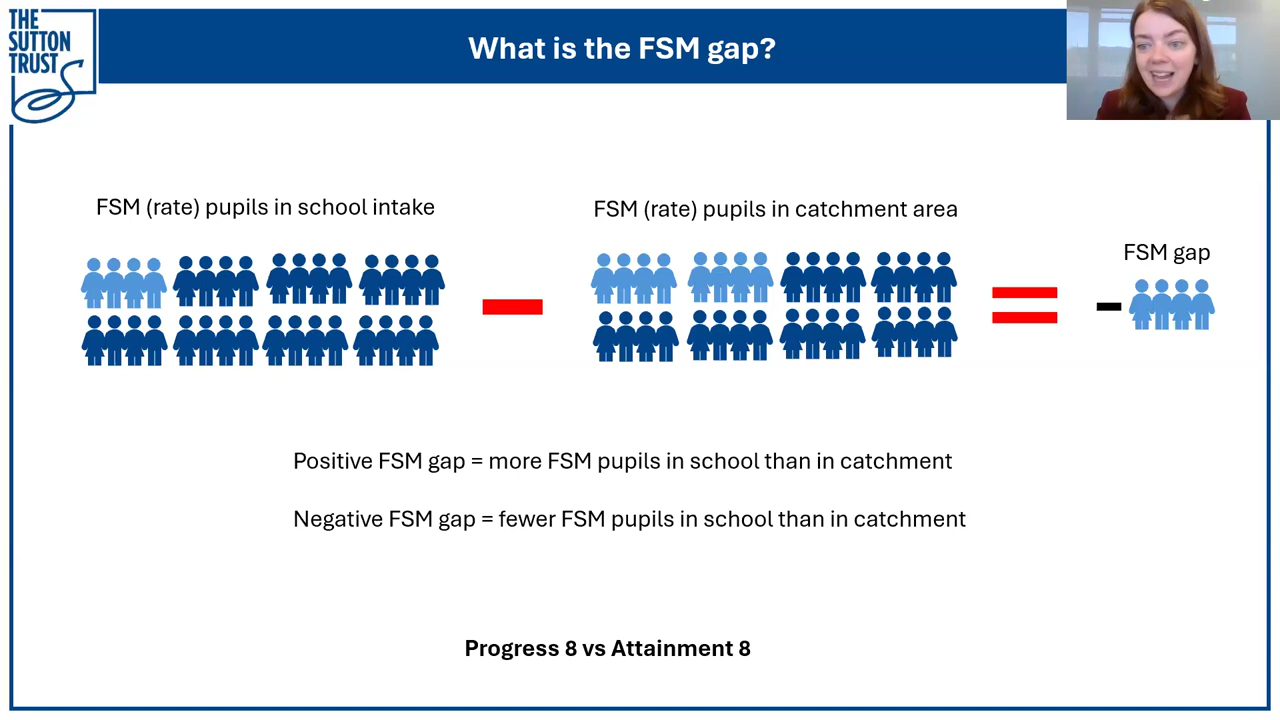 THE
SUTTON
TRUST
What is the FSM gap?
FSM (rate) pupils in school intake
FSM (rate) pupils in catchment area
FSM gap
Positive FSM gap = more FSM pupils in school than in catchment
Negative FSM gap = fewer FSM pupils in school than in catchment
Progress 8 vs Attainment 8